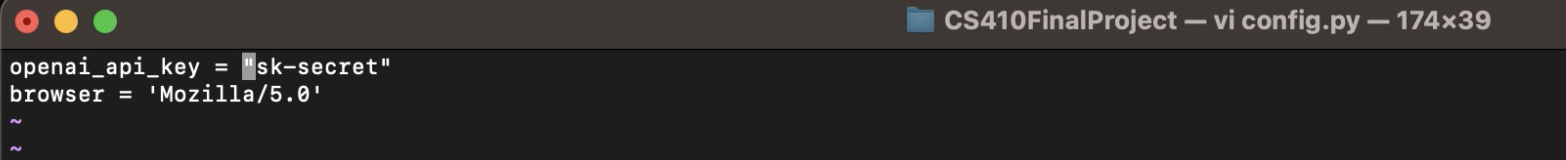 CS410FinalProject — vi config.py — 174×39
openai_api_key = "sk-secret"
browser = 'Mozilla/5.0'
~
~